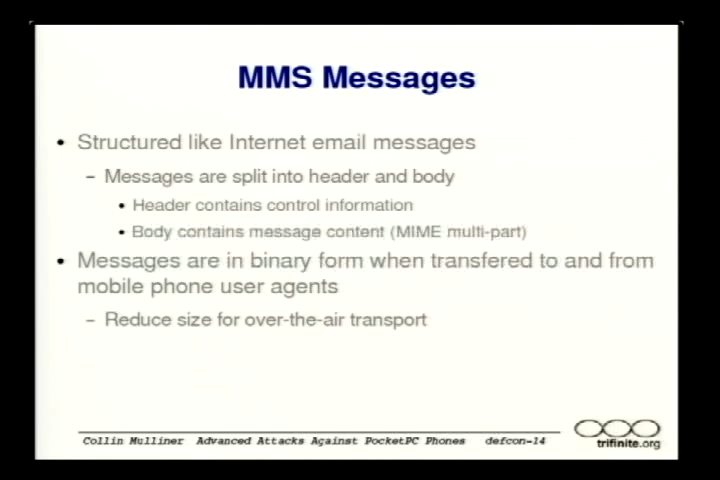 MMS Messages
• Structured like Internet email messages
– Messages are split into header and body
• Header contains control information
• Body contains message content (MIME multi-part)
• Messages are in binary form when transfered to and from
mobile phone user agents
– Reduce size for over-the-air transport
Collin Mulliner Advanced Attacks Against PocketPC Phones defcon-14
trifinite.org